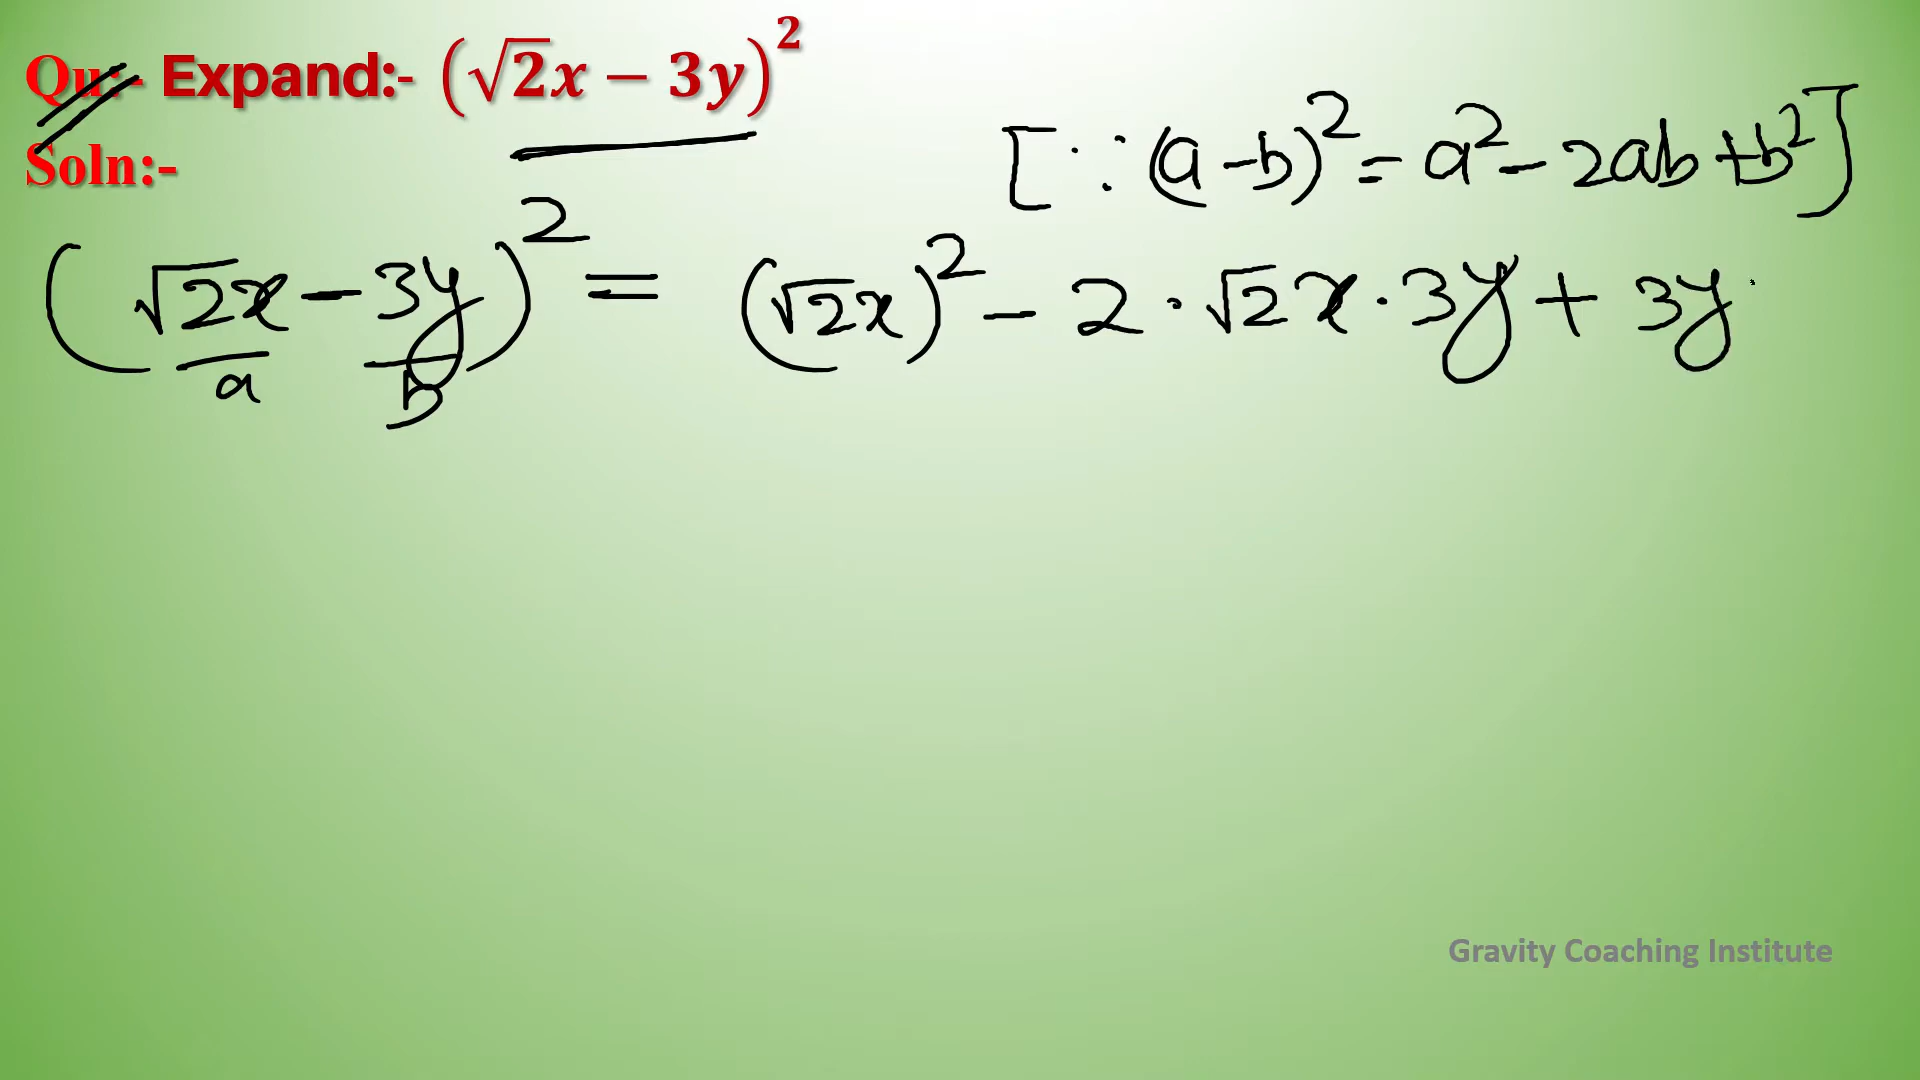 Qu:- Expand:- (√2x − 3y)²
Soln:-
[∵ (a-b)² = a² - 2ab + b²]
(√2x - 3y)² = (√2x)² - 2 · √2x · 3y + 3y
a b
Gravity Coaching Institute